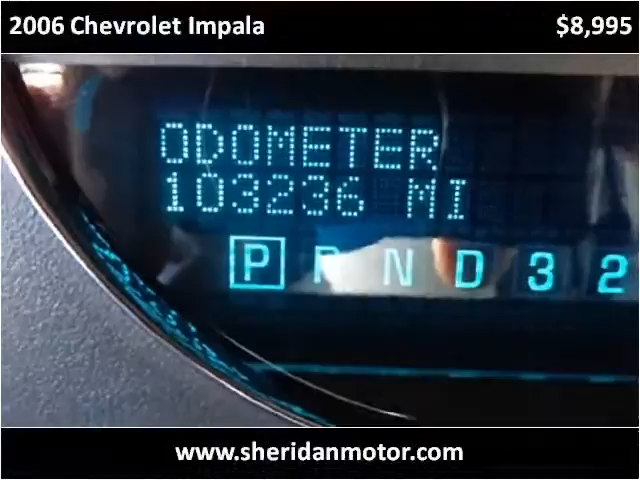 2006 Chevrolet Impala $8,995
ODOMETER
103236 MI
P R N D 3 2
www.sheridanmotor.com